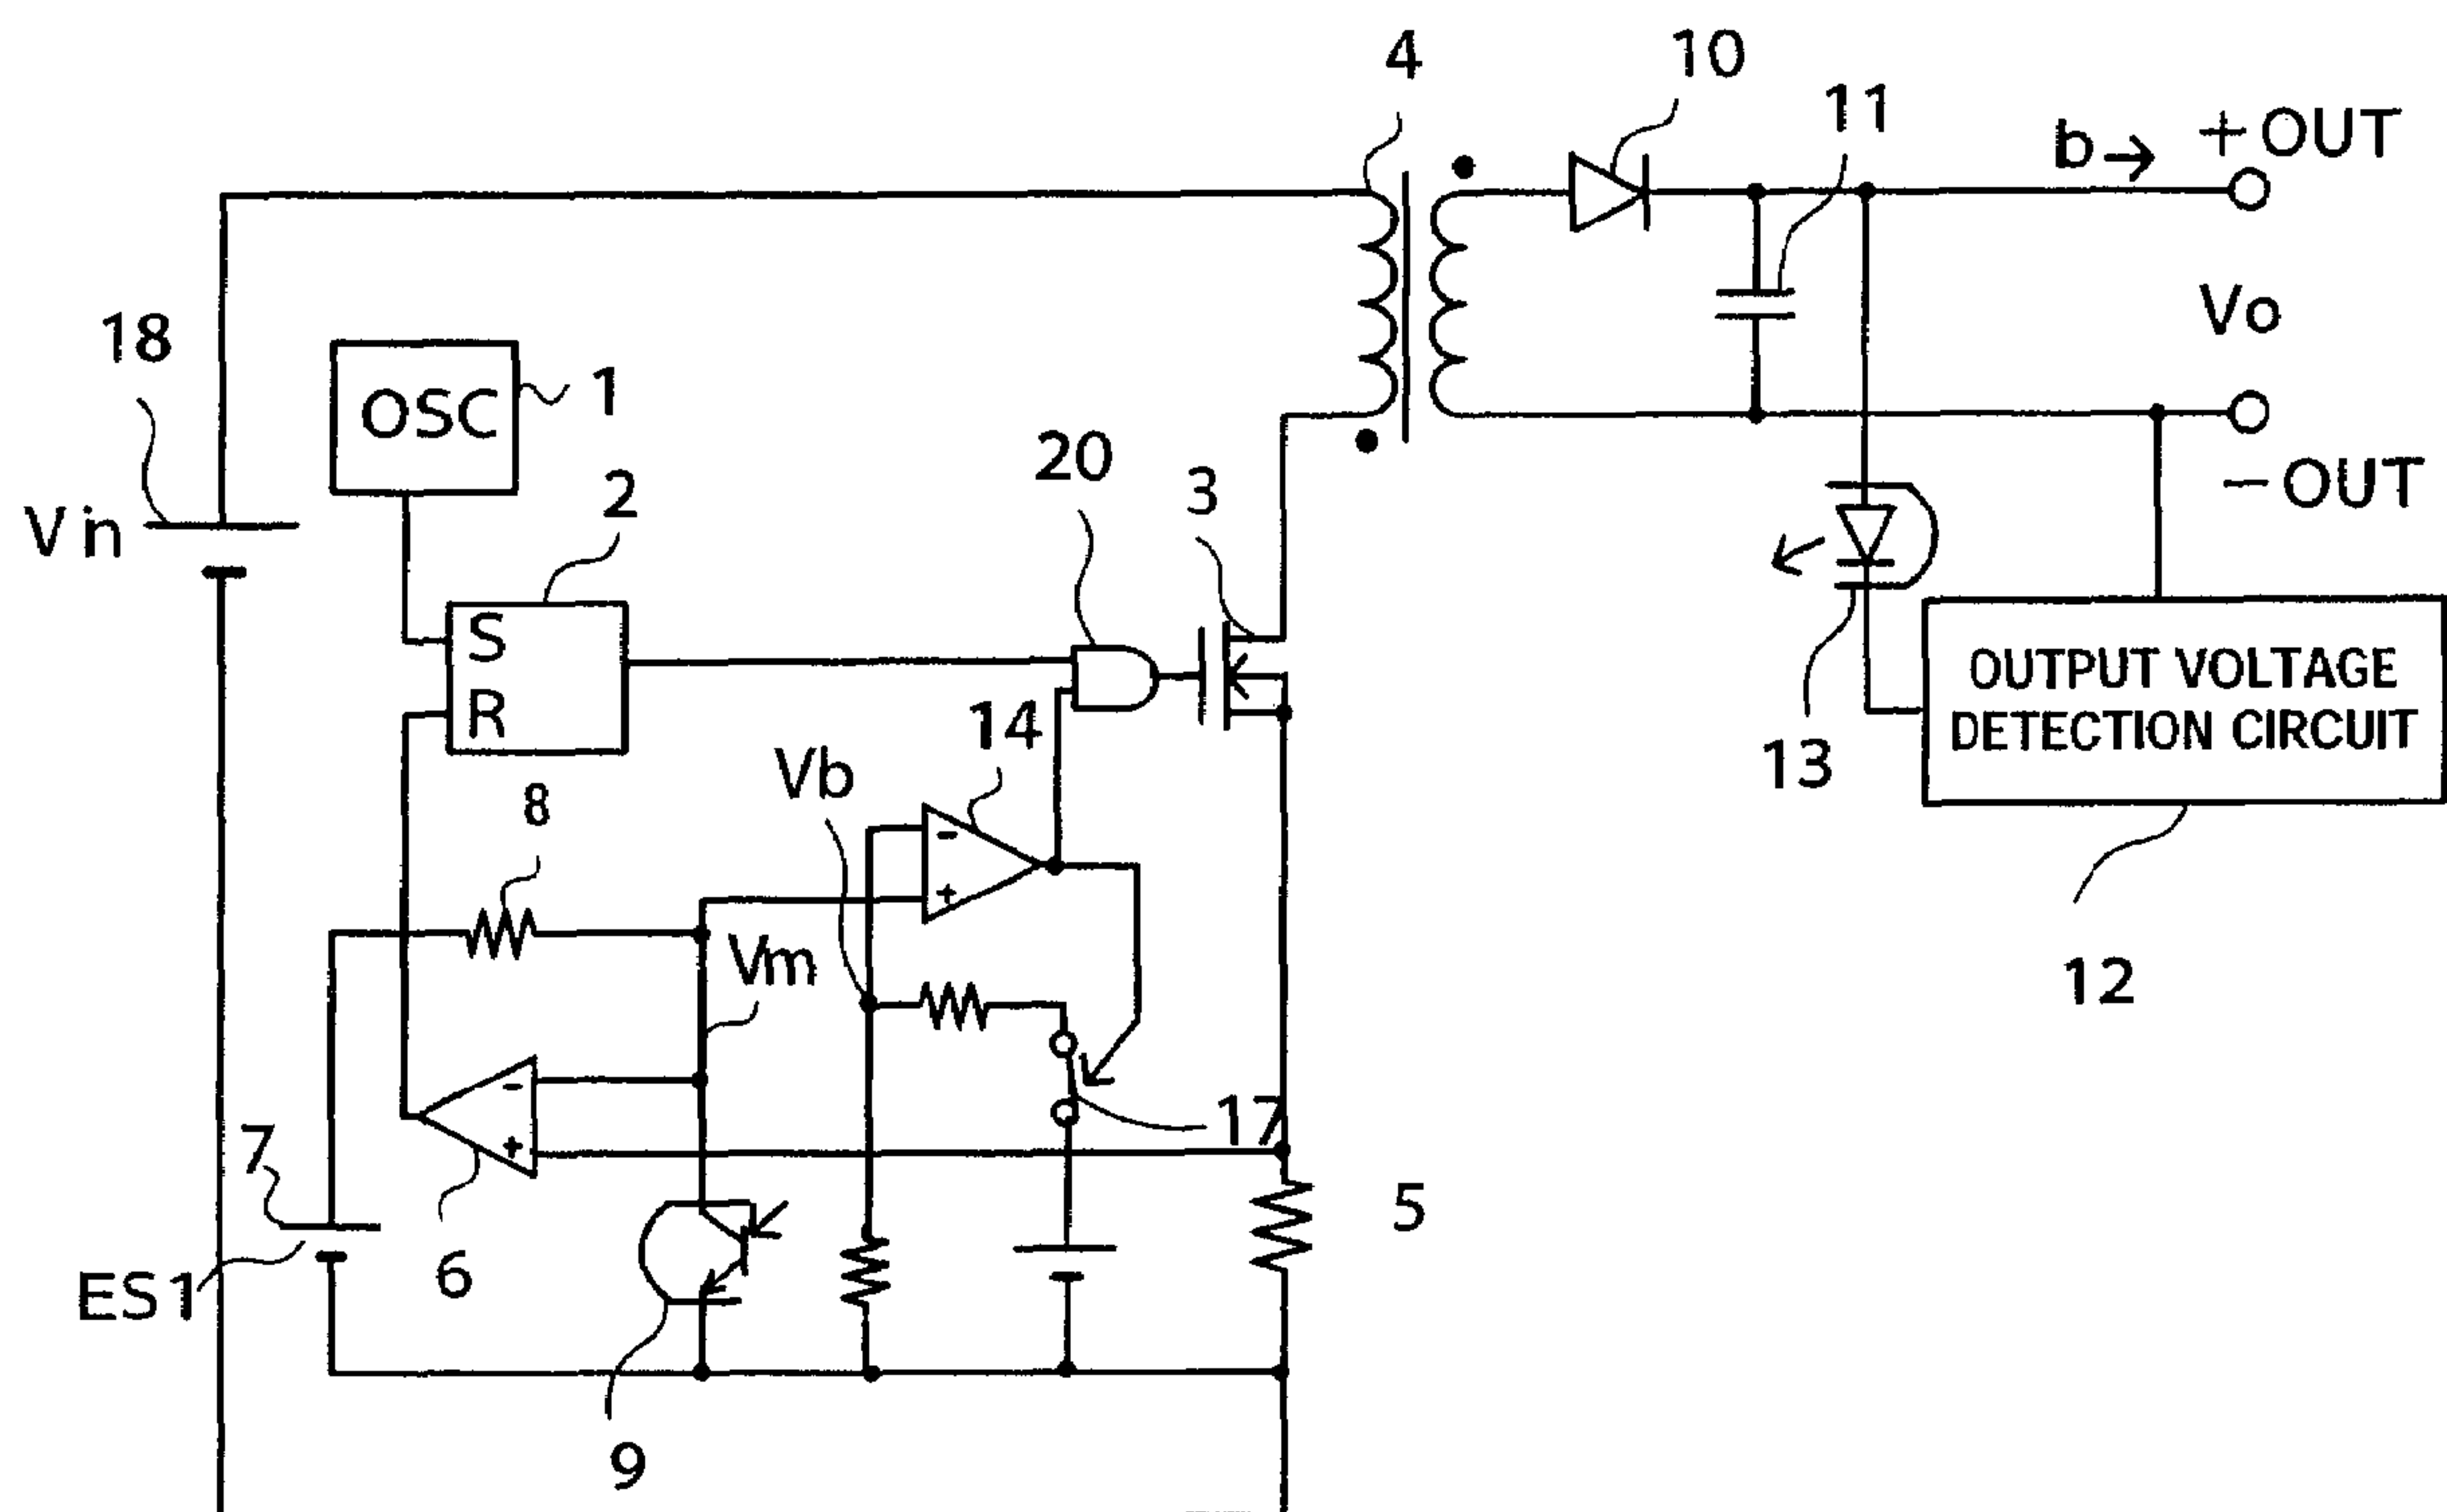 4
10
11
b
+OUT
Vo
-OUT
18
Vin
OSC
1
2
S
R
20
3
14
Vb
8
-
+
Vm
OUTPUT VOLTAGE
DETECTION CIRCUIT
13
12
-
+
17
7
ES1
6
5
9